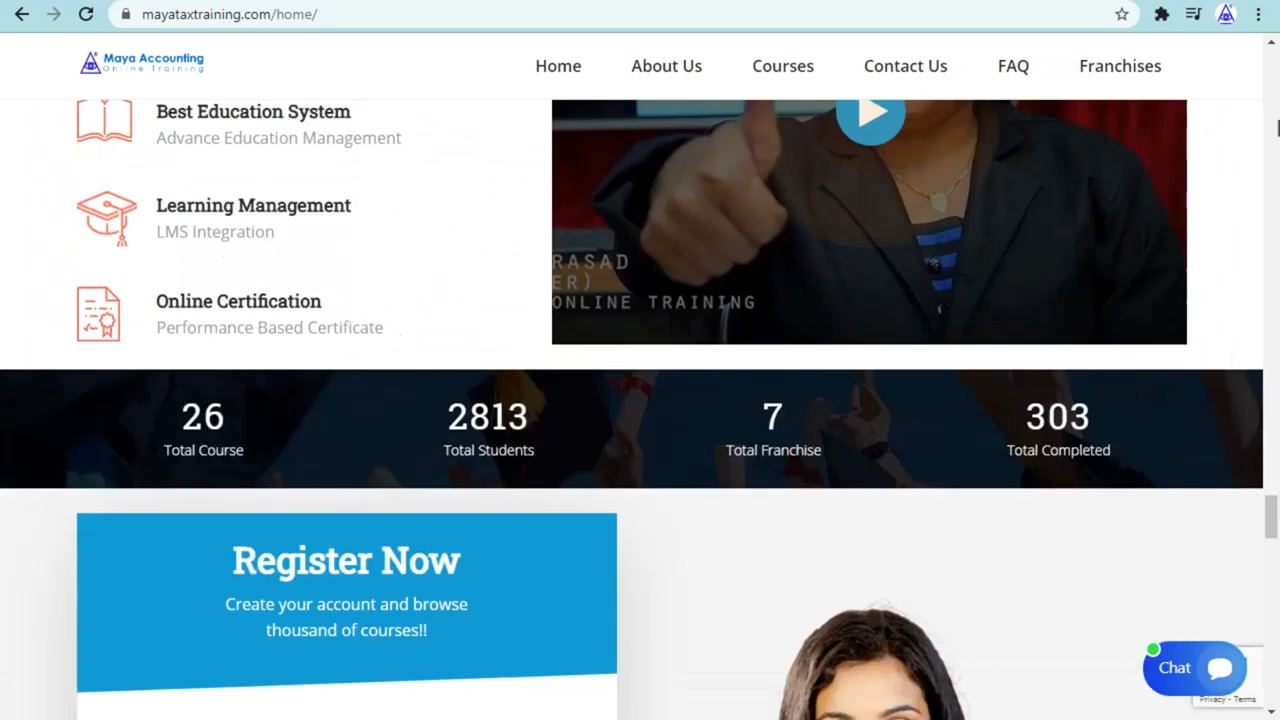 mayataxtraining.com/home/
Maya Accounting
Online Training
Home
About Us
Courses
Contact Us
FAQ
Franchises
Best Education System
Advance Education Management
Learning Management
LMS Integration
Online Certification
Performance Based Certificate
RASAD
ER)
ONLINE TRAINING
26
Total Course
2813
Total Students
7
Total Franchise
303
Total Completed
Register Now
Create your account and browse
thousand of courses!!
Chat
Privacy - Terms